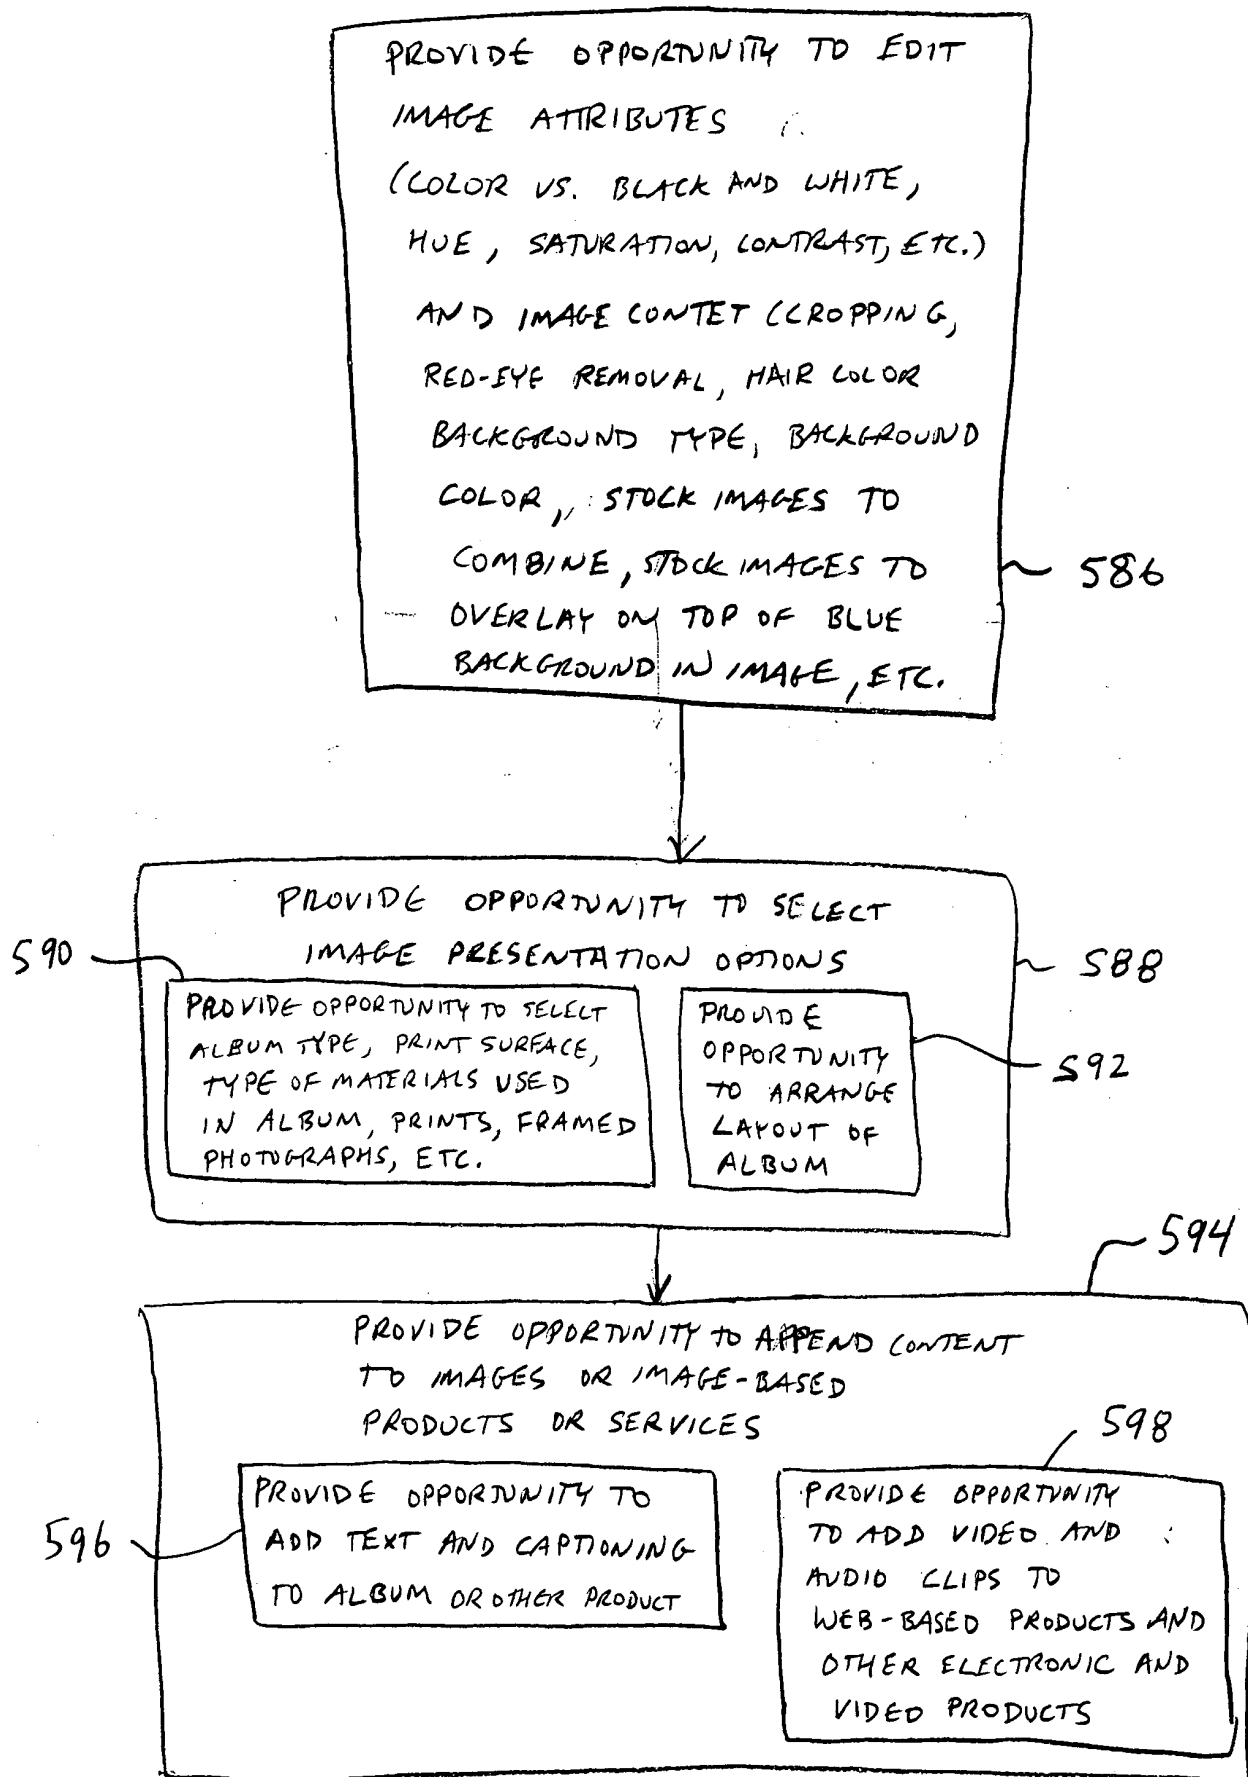 PROVIDE OPPORTUNITY TO EDIT
IMAGE ATTRIBUTES
(COLOR VS. BLACK AND WHITE,
HUE, SATURATION, CONTRAST, ETC.)
AND IMAGE CONTET (CROPPING,
RED-EYE REMOVAL, HAIR COLOR
BACKGROUND TYPE, BACKGROUND
COLOR,, STOCK IMAGES TO
COMBINE, STOCK IMAGES TO
OVERLAY ON TOP OF BLUE
BACKGROUND IN IMAGE, ETC.
586
PROVIDE OPPORTUNITY TO SELECT
IMAGE PRESENTATION OPTIONS
588
590
PROVIDE OPPORTUNITY TO SELECT
ALBUM TYPE, PRINT SURFACE,
TYPE OF MATERIALS USED
IN ALBUM, PRINTS, FRAMED
PHOTOGRAPHS, ETC.
PROVIDE
OPPORTUNITY
TO ARRANGE
LAYOUT OF
ALBUM
592
594
PROVIDE OPPORTUNITY TO APPEND CONTENT
TO IMAGES OR IMAGE-BASED
PRODUCTS OR SERVICES
596
PROVIDE OPPORTUNITY TO
ADD TEXT AND CAPTIONING
TO ALBUM OR OTHER PRODUCT
598
PROVIDE OPPORTUNITY
TO ADD VIDEO AND
AUDIO CLIPS TO
WEB-BASED PRODUCTS AND
OTHER ELECTRONIC AND
VIDEO PRODUCTS